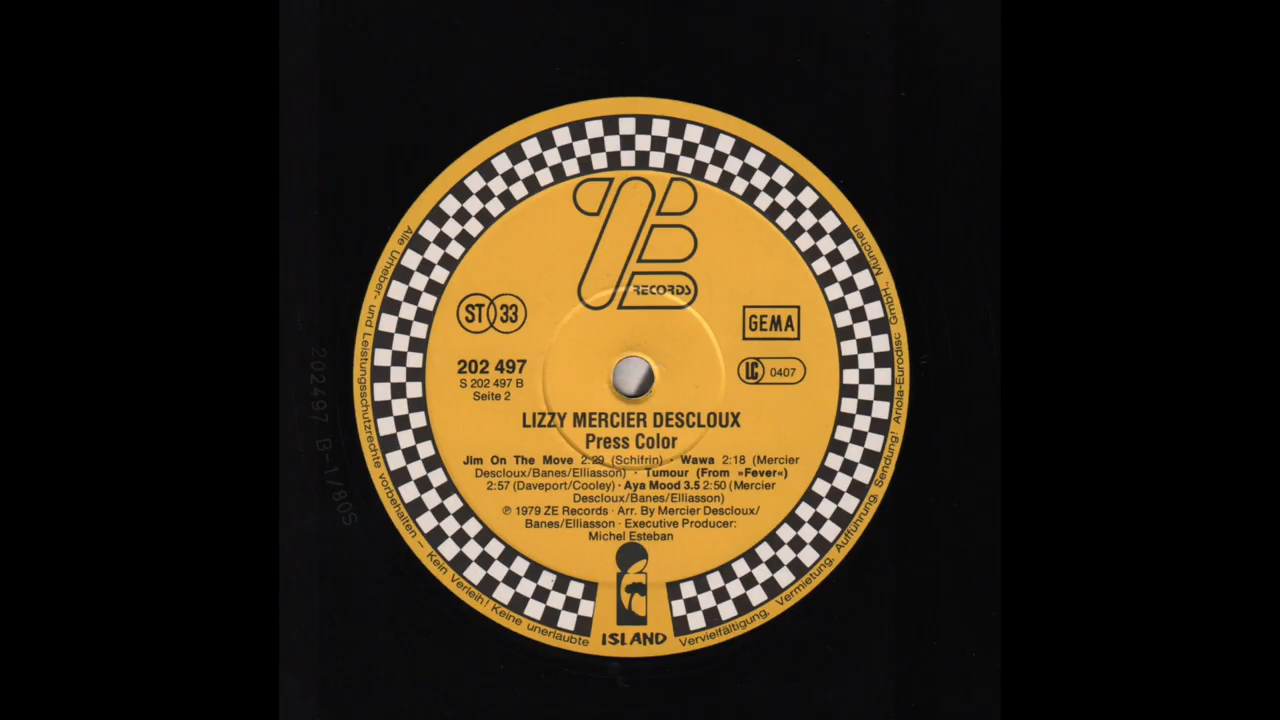 ZE
RECORDS
ST 33
GEMA
202 497
S 202 497 B
Seite 2
LC 0407
LIZZY MERCIER DESCLOUX
Press Color
Jim On The Move 2:29 (Schifrin) · Wawa 2:18 (Mercier
Descloux/Banes/Elliasson) · Tumour (From »Fever«)
2:57 (Daveport/Cooley) · Aya Mood 3.5 2:50 (Mercier
Descloux/Banes/Elliasson)
℗ 1979 ZE Records · Arr. By Mercier Descloux/
Banes/Elliasson · Executive Producer:
Michel Esteban
ISLAND
Alle Urheber- und Leistungsschutzrechte vorbehalten – Kein Verleih! Keine unerlaubte Vervielfältigung, Vermietung, Aufführung, Sendung! Ariola-Eurodisc GmbH-, München
202497 B-1/80S